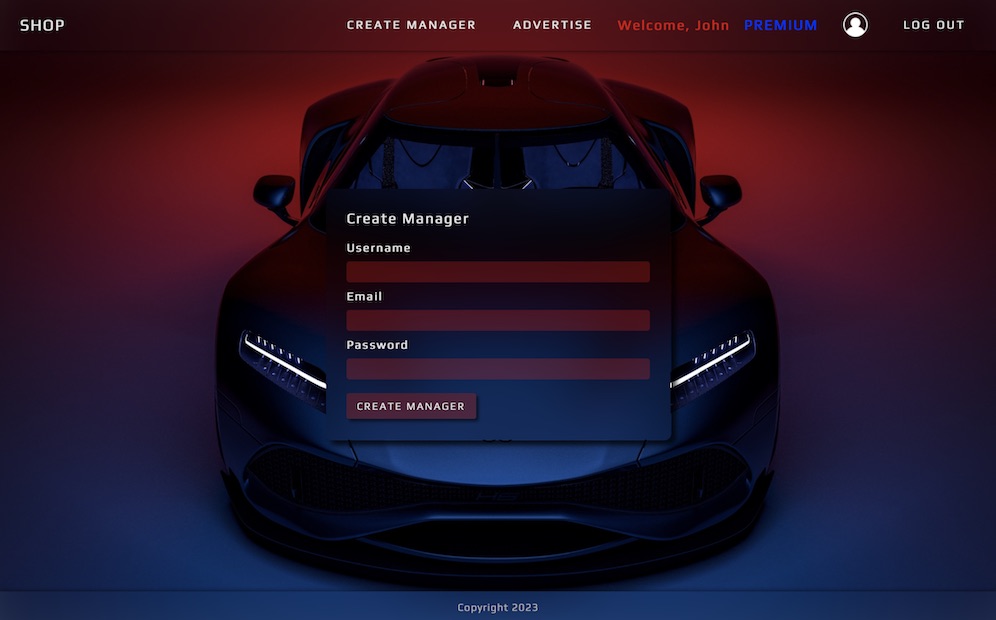 SHOP CREATE MANAGER ADVERTISE Welcome, John PREMIUM LOG OUT
Create Manager
Username
Email
Password
CREATE MANAGER
Copyright 2023